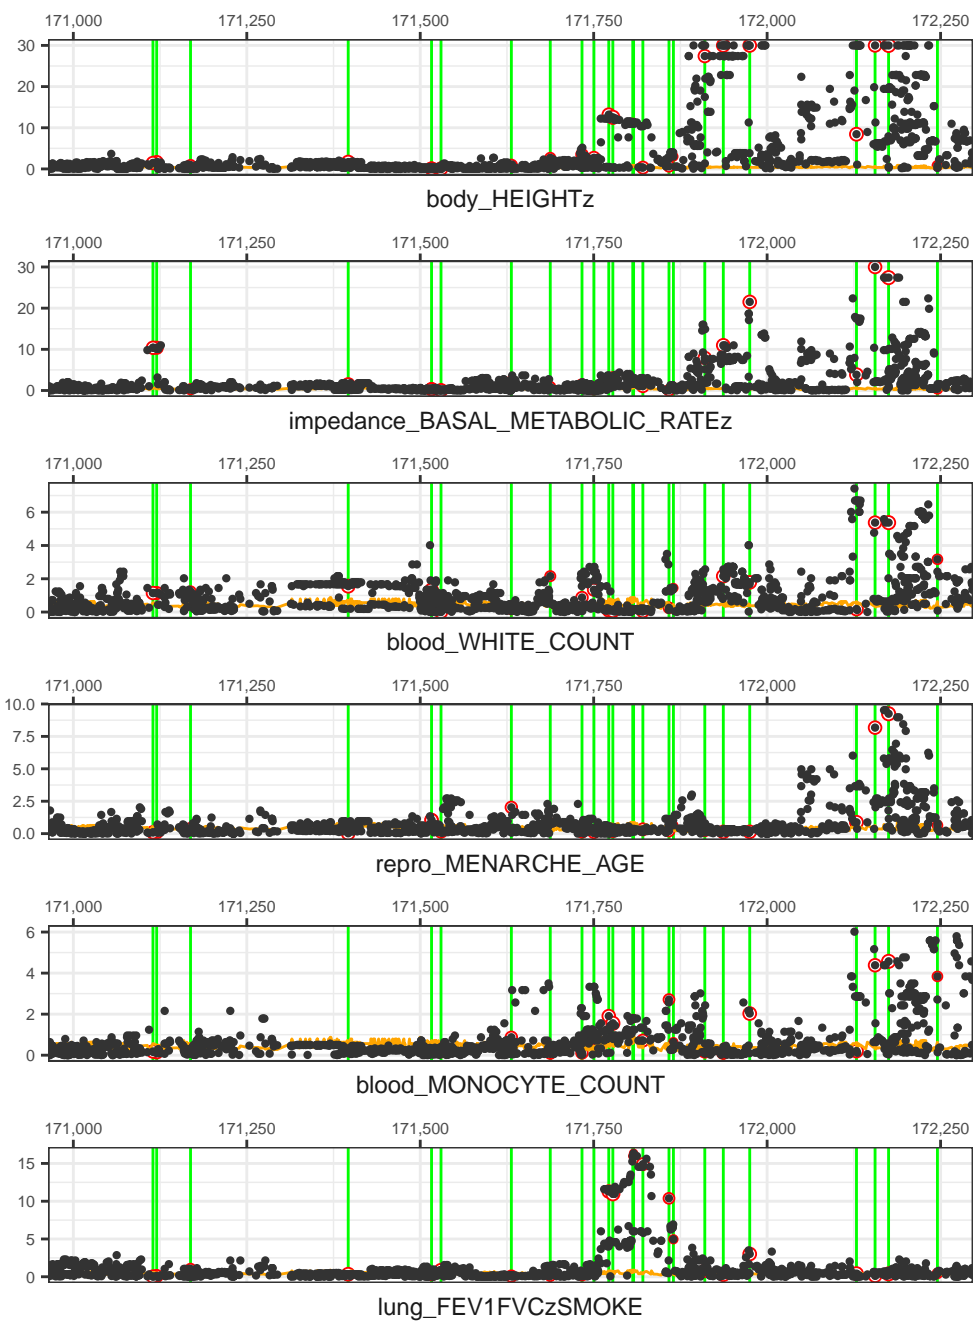 171,000 171,250 171,500 171,750 172,000 172,250
30
20
10
0
body_HEIGHTz
171,000 171,250 171,500 171,750 172,000 172,250
30
20
10
0
impedance_BASAL_METABOLIC_RATEz
171,000 171,250 171,500 171,750 172,000 172,250
6
4
2
0
blood_WHITE_COUNT
171,000 171,250 171,500 171,750 172,000 172,250
10.0
7.5
5.0
2.5
0.0
repro_MENARCHE_AGE
171,000 171,250 171,500 171,750 172,000 172,250
6
4
2
0
blood_MONOCYTE_COUNT
171,000 171,250 171,500 171,750 172,000 172,250
15
10
5
0
lung_FEV1FVCzSMOKE